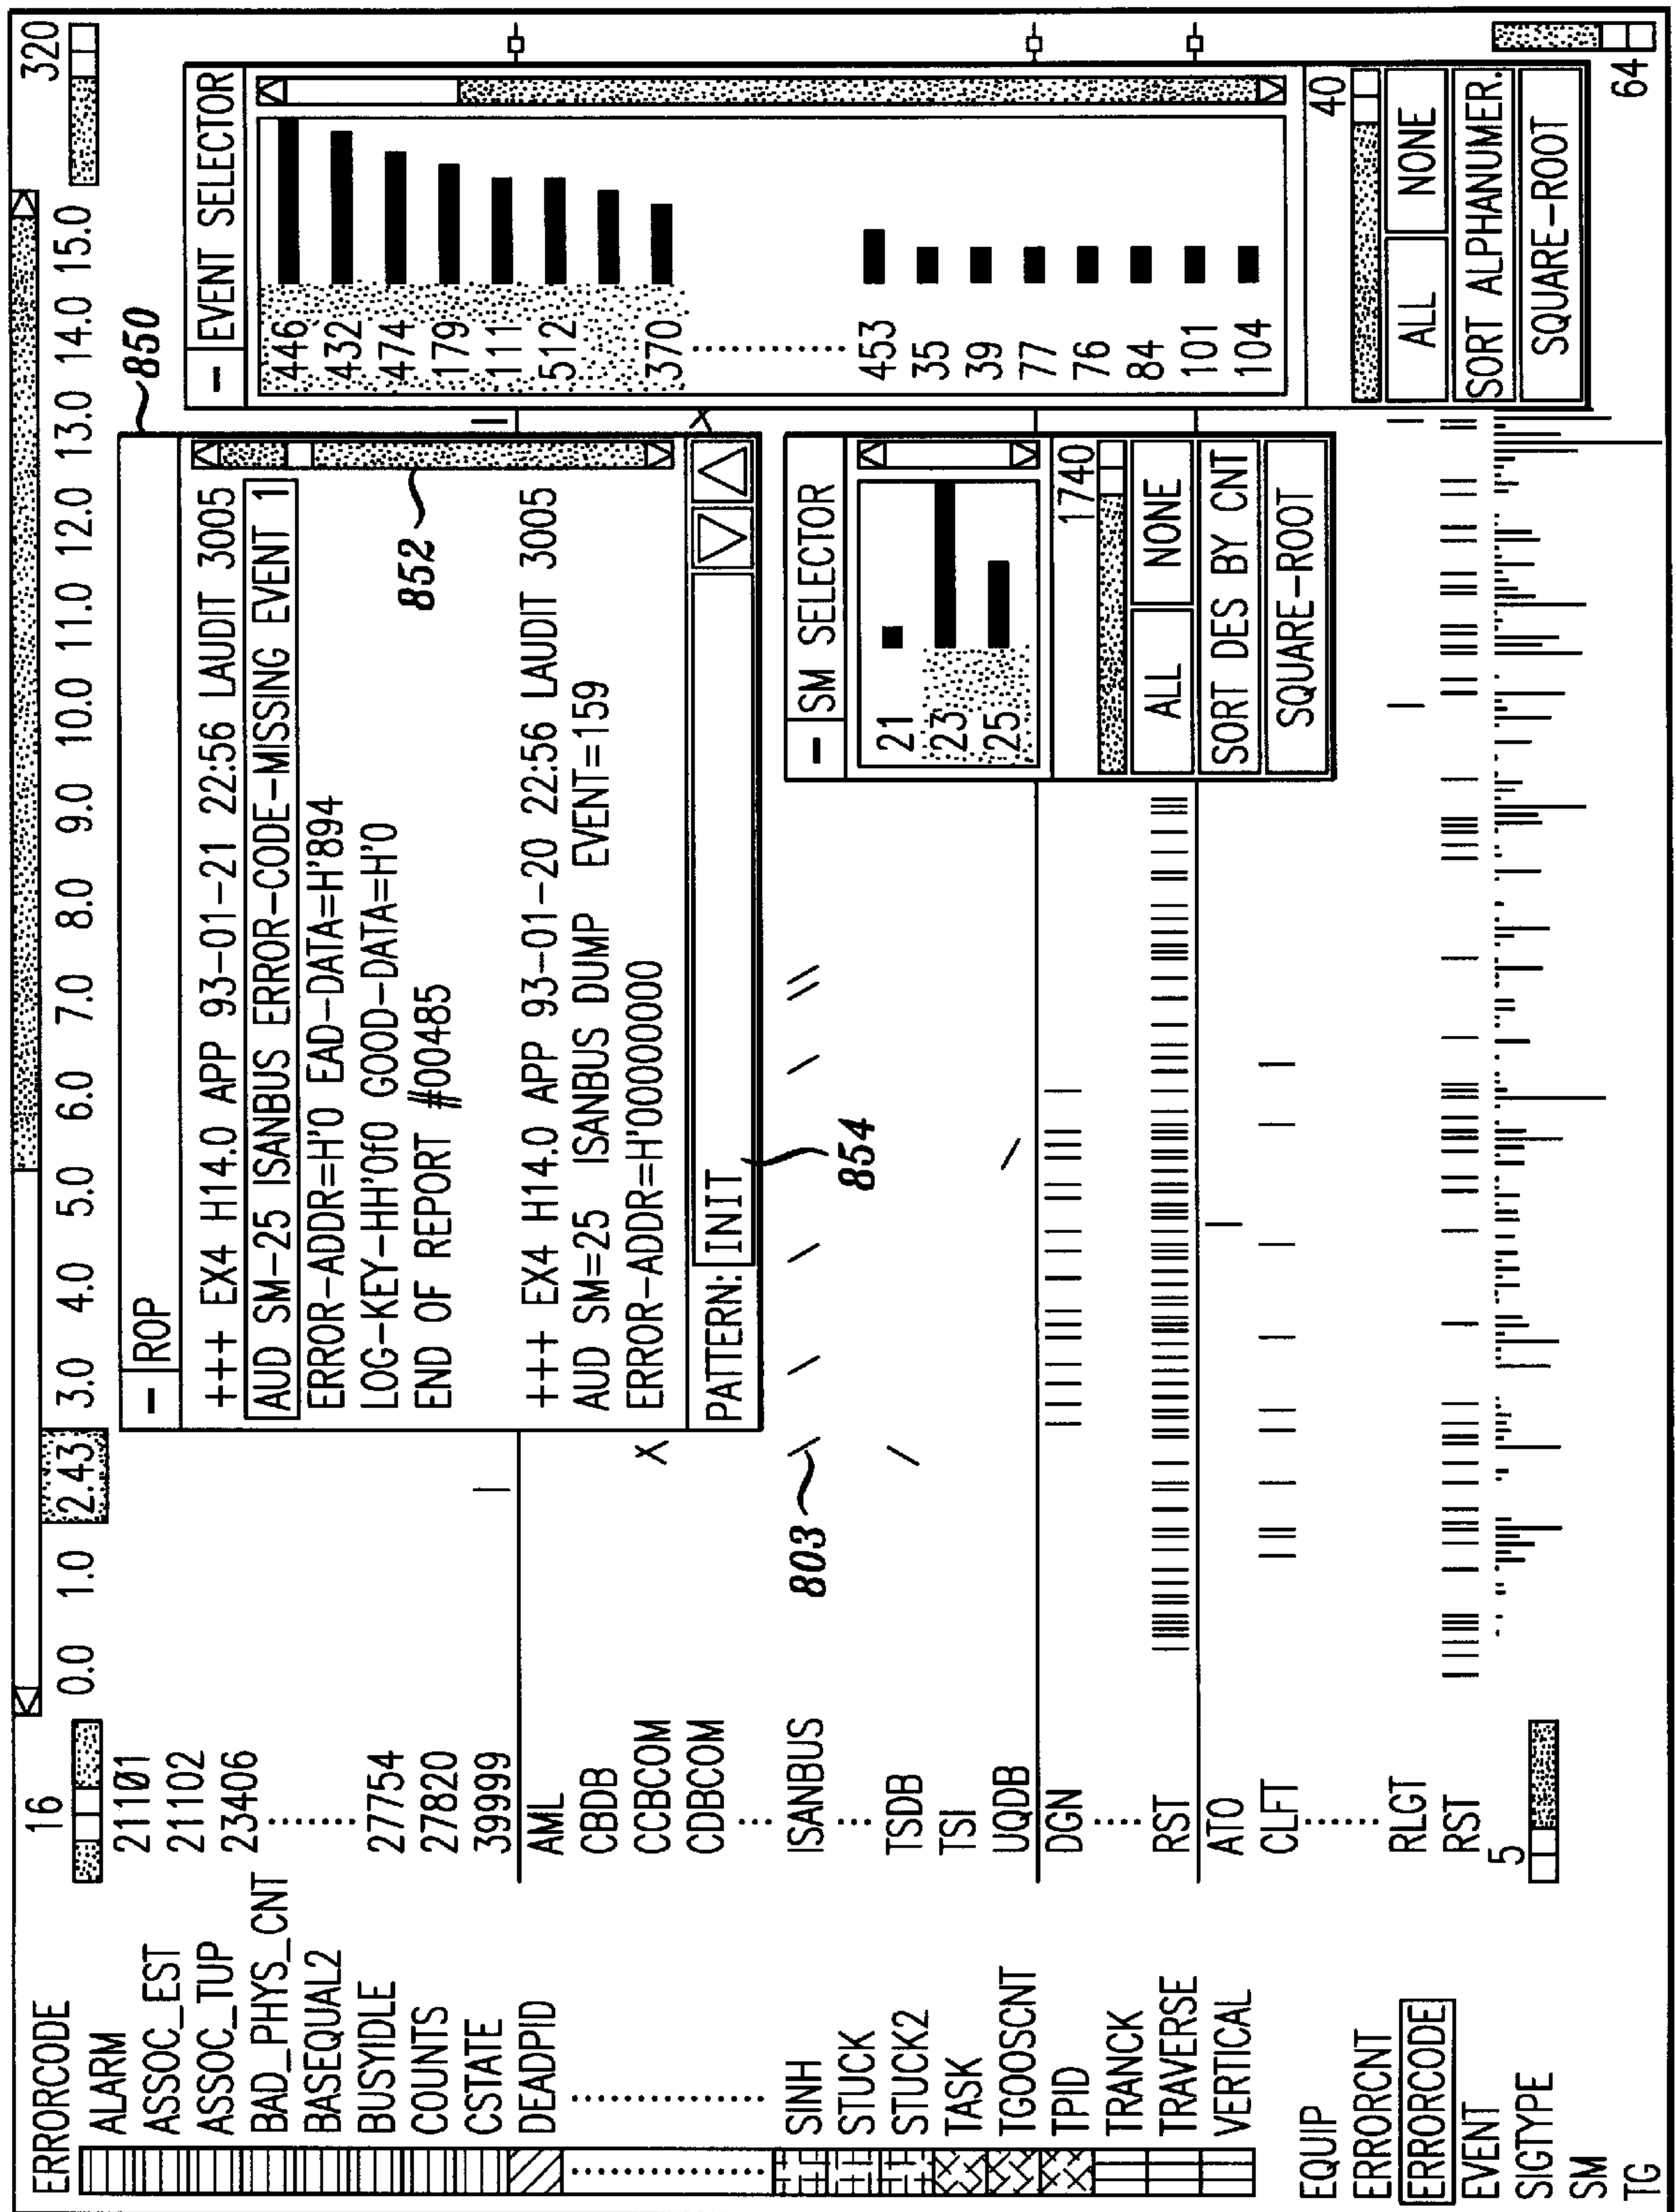 ERRORCODE
ALARM
ASSOC_EST
ASSOC_TUP
BAD_PHYS_CNT
BASEQUAL2
BUSYIDLE
COUNTS
CSTATE
DEADPID
SINH
STUCK
STUCK2
TASK
TGOOSCNT
TPID
TRANCK
TRAVERSE
VERTICAL
EQUIP
ERRORCNT
ERRORCODE
EVENT
SIGTYPE
SM
TG
16
21101
21102
23406
27754
27820
39999
AML
CBDB
CCBCOM
CDBCOM
ISANBUS
TSDB
TSI
UQDB
DGN
RST
ATO
CLFT
RLGT
RST
5
0.0 1.0 2.43 3.0 4.0 5.0 6.0 7.0 8.0 9.0 10.0 11.0 12.0 13.0 14.0 15.0
320
850
- ROP
+++ EX4 H14.0 APP 93-01-21 22:56 LAUDIT 3005
AUD SM-25 ISANBUS ERROR-CODE-MISSING EVENT 1
ERROR-ADDR=H'0 EAD-DATA=H'894
LOG-KEY-HH'0f0 GOOD-DATA=H'0
END OF REPORT #00485
+++ EX4 H14.0 APP 93-01-20 22:56 LAUDIT 3005
AUD SM=25 ISANBUS DUMP EVENT=159
ERROR-ADDR=H'00000000
PATTERN: INIT
852
854
803
X
X
- SM SELECTOR
21
23
25
1740
ALL NONE
SORT DES BY CNT
SQUARE-ROOT
- EVENT SELECTOR
446
432
474
179
111
512
370
453
35
39
77
76
84
101
104
40
ALL NONE
SORT ALPHANUMER.
SQUARE-ROOT
64